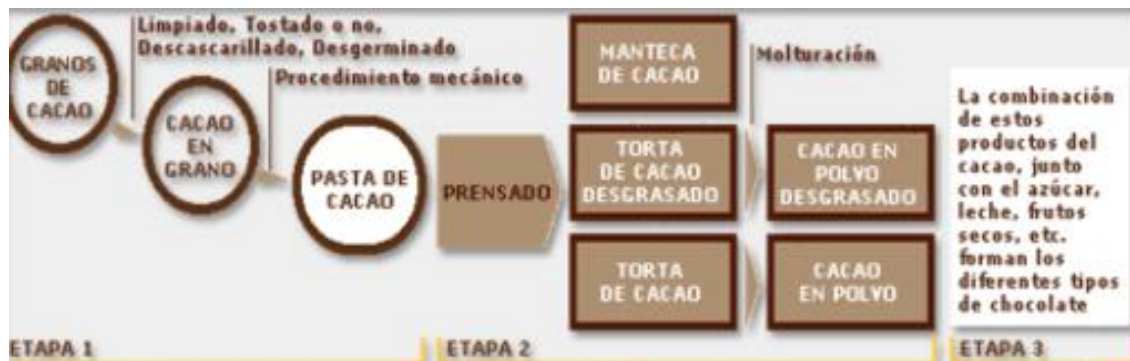 Limpiado, Tostado o no,
Descascarillado, Desgerminado
GRANOS
DE
CACAO
Procedimiento mecánico
CACAO
EN
GRANO
PASTA DE
CACAO
PRENSADO
MANTECA
DE CACAO
Molturación
TORTA
DE CACAO
DESGRASADO
CACAO EN
POLVO
DESGRASADO
TORTA
DE CACAO
CACAO
EN POLVO
La combinación
de estos
productos del
cacao, junto
con el azúcar,
leche, frutos
secos, etc.
forman los
diferentes tipos
de chocolate
ETAPA 1
ETAPA 2
ETAPA 3